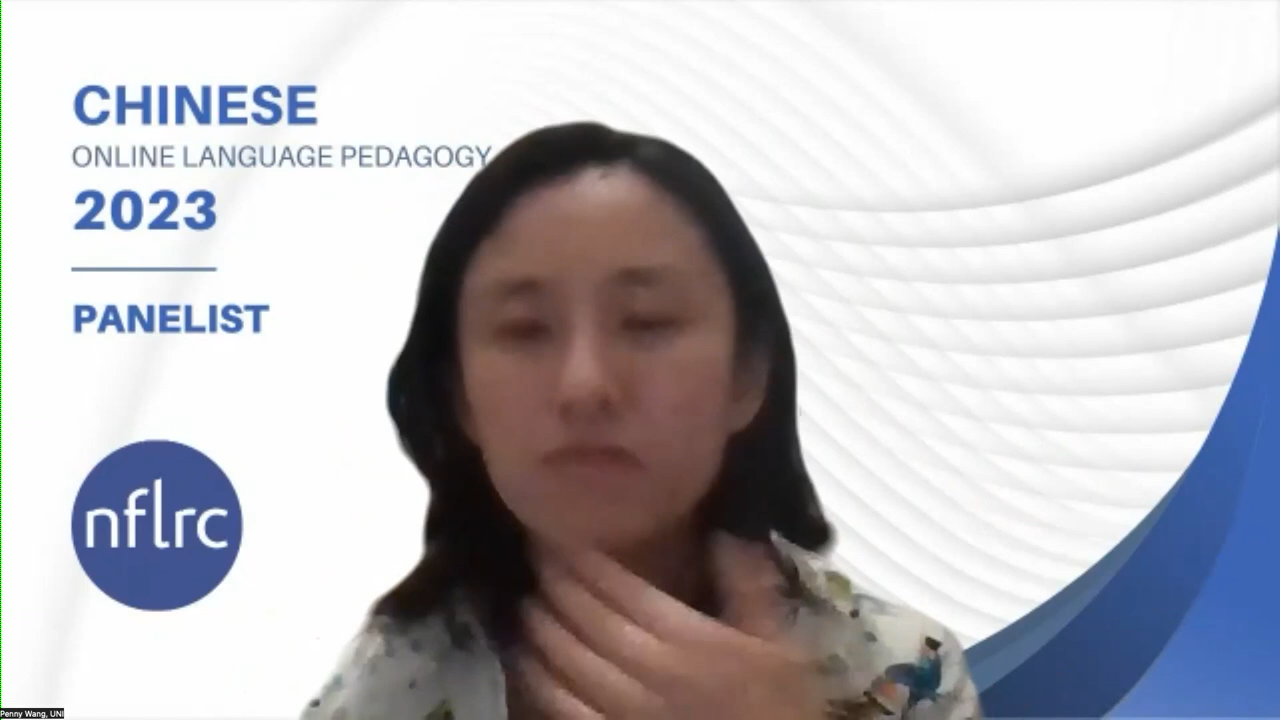 CHINESE
ONLINE LANGUAGE PEDAGOGY
2023
PANELIST
nflrc
Penny Wang, UNI